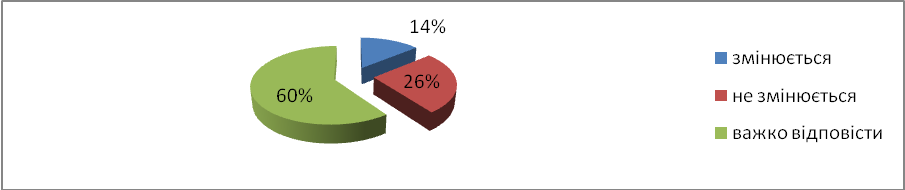 14%
26%
60%
змінюється
не змінюється
важко відповісти